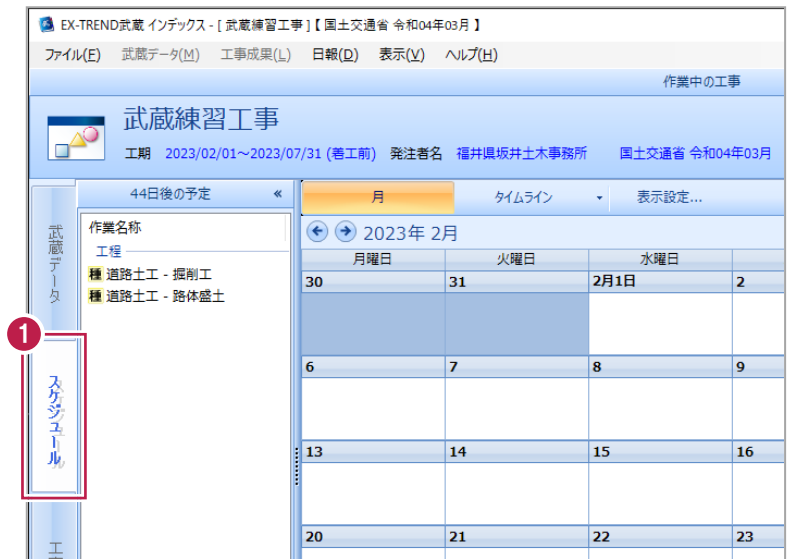 EX-TREND武蔵 インデックス - [ 武蔵練習工事 ] 【 国土交通省 令和04年03月 】
ファイル(F) 武蔵データ(M) 工事成果(L) 日報(D) 表示(V) ヘルプ(H)
作業中の工事
武蔵練習工事
工期 2023/02/01～2023/07/31 (着工前) 発注者名 福井県坂井土木事務所 国土交通省 令和04年03月
武蔵データ
1
スケジュール
44日後の予定 «
作業名称
工程
種 道路土工 - 掘削工
種 道路土工 - 路体盛土
月 タイムライン 表示設定...
2023年 2月
月曜日 火曜日 水曜日
30 31 2月1日 2
6 7 8 9
13 14 15 16
20 21 22 23
工